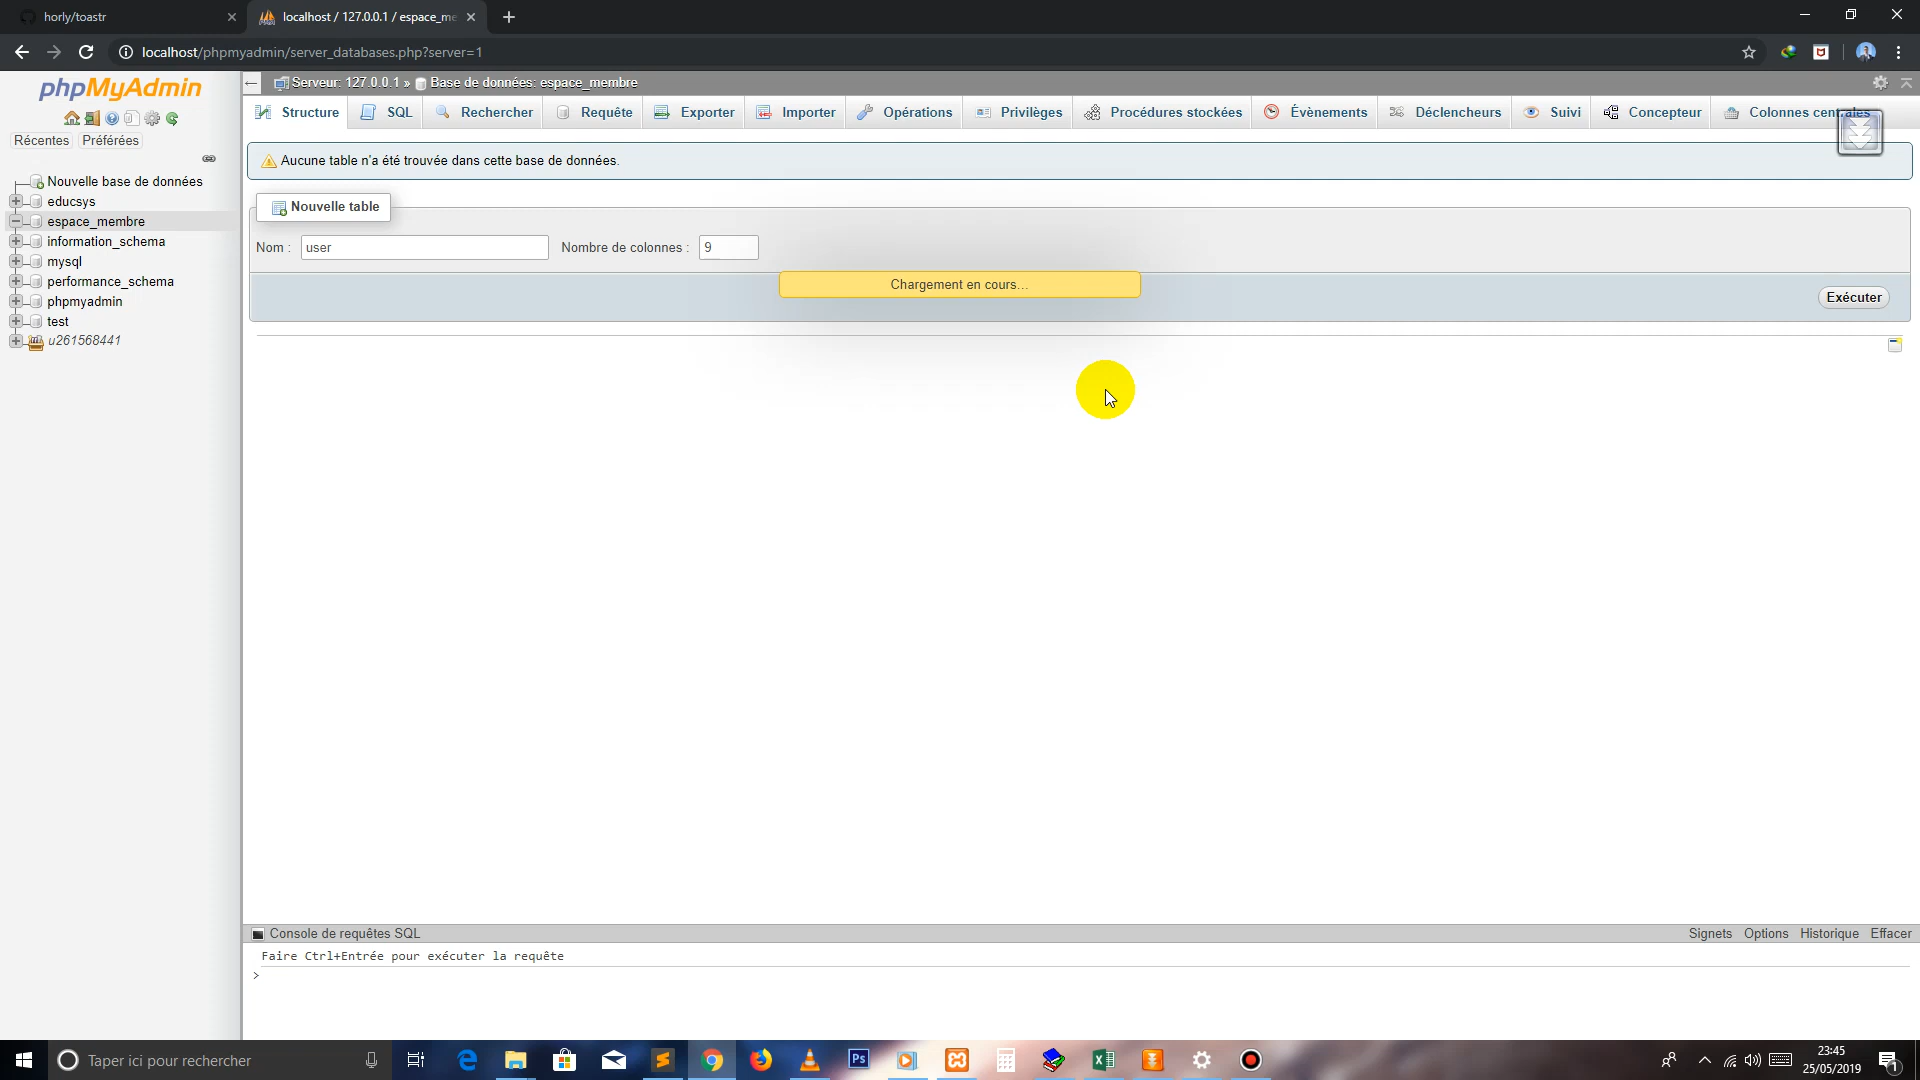 horly/toastr
localhost / 127.0.0.1 / espace_me
localhost/phpmyadmin/server_databases.php?server=1
phpMyAdmin
Récentes Préférées
Nouvelle base de données
educsys
espace_membre
information_schema
mysql
performance_schema
phpmyadmin
test
u261568441
Serveur: 127.0.0.1 » Base de données: espace_membre
Structure SQL Rechercher Requête Exporter Importer Opérations Privilèges Procédures stockées Évènements Déclencheurs Suivi Concepteur Colonnes centrales
Aucune table n'a été trouvée dans cette base de données.
Nouvelle table
Nom : user Nombre de colonnes : 9
Chargement en cours...
Exécuter
Console de requêtes SQL Signets Options Historique Effacer
Faire Ctrl+Entrée pour exécuter la requête
>
Taper ici pour rechercher
Ps
23:45
25/05/2019
1